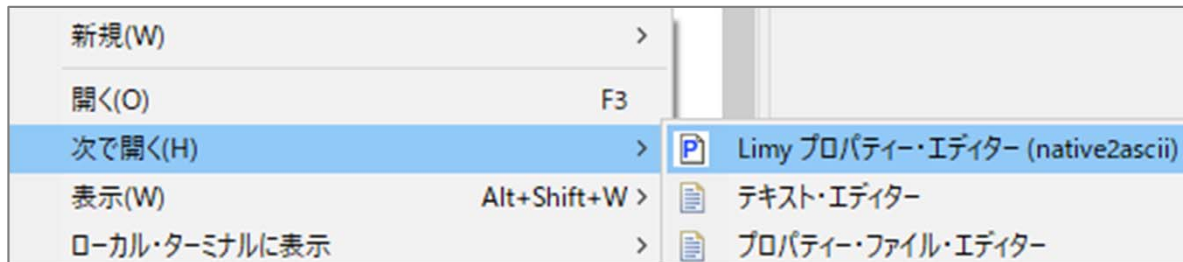 新規(W) >
開く(O) F3
次で開く(H) > Limy プロパティー・エディター (native2ascii)
表示(W) Alt+Shift+W > テキスト・エディター
ローカル・ターミナルに表示 > プロパティー・ファイル・エディター